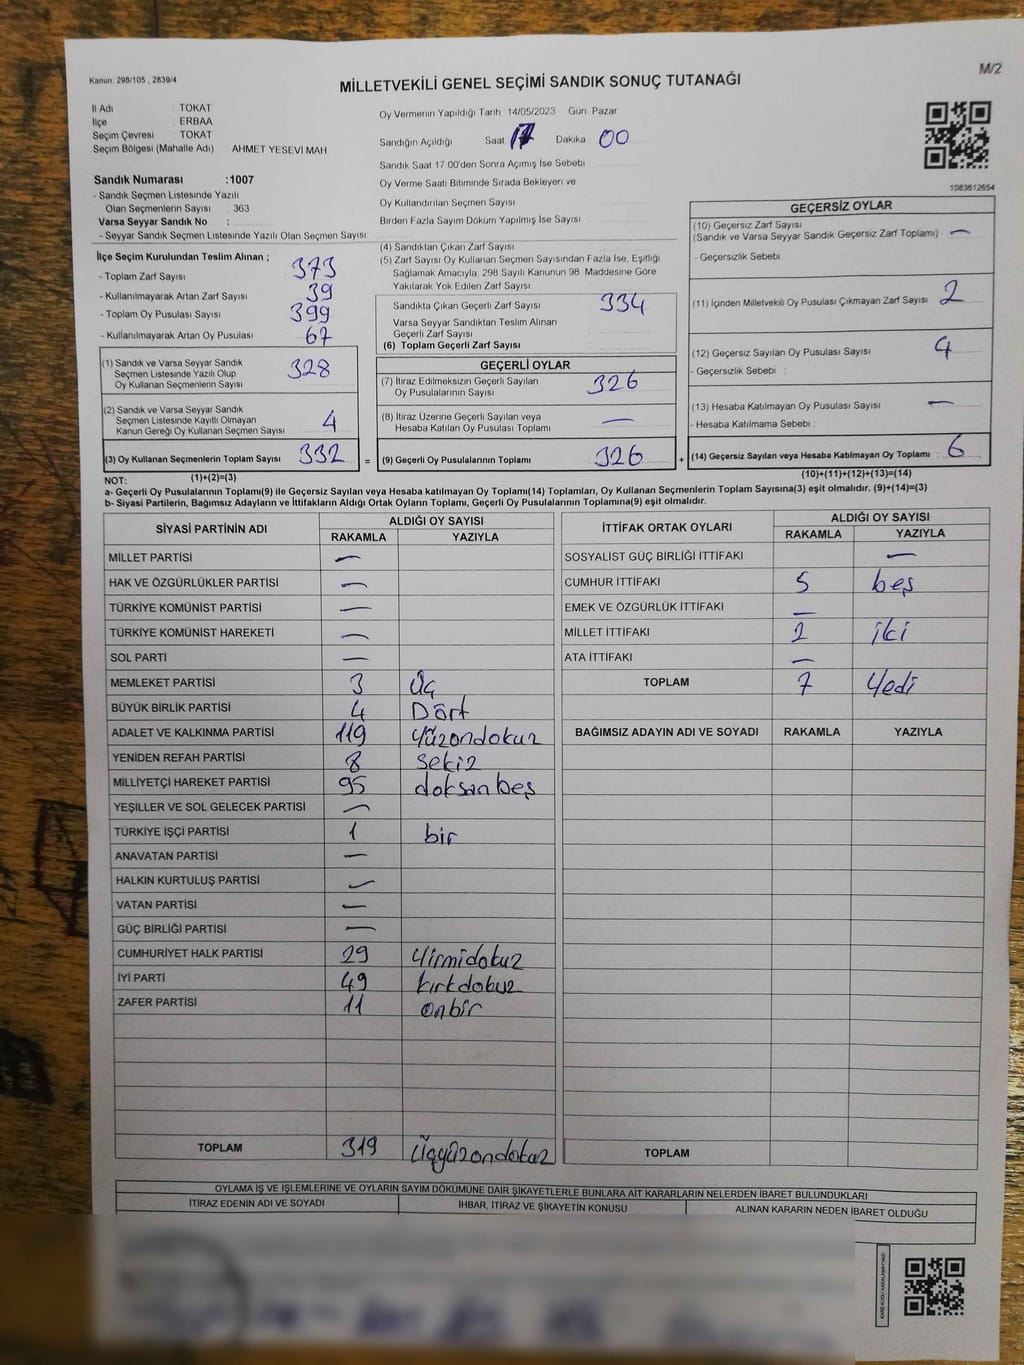 M/2
Kanun: 298/105 , 2839/4
MİLLETVEKİLİ GENEL SEÇİMİ SANDIK SONUÇ TUTANAĞI
İl Adı : TOKAT
İlçe : ERBAA
Seçim Çevresi : TOKAT
Seçim Bölgesi (Mahalle Adı) : AHMET YESEVİ MAH.
Oy Vermenin Yapıldığı Tarih : 14/05/2023 Gün : Pazar
Sandığın Açıldığı Saat 17 Dakika 00
Sandık Saat 17:00'den Sonra Açılmış İse Sebebi
Oy Verme Saati Bitiminde Sırada Bekleyen ve
Oy Kullandırılan Seçmen Sayısı
Birden Fazla Sayım Döküm Yapılmış İse Sayısı
1083612654
Sandık Numarası :1007
- Sandık Seçmen Listesinde Yazılı
Olan Seçmenlerin Sayısı : 363
Varsa Seyyar Sandık No :
- Seyyar Sandık Seçmen Listesinde Yazılı Olan Seçmen Sayısı:
İlçe Seçim Kurulundan Teslim Alınan ;
- Toplam Zarf Sayısı 373
- Kullanılmayarak Artan Zarf Sayısı 39
- Toplam Oy Pusulası Sayısı 399
- Kullanılmayarak Artan Oy Pusulası 67
(1) Sandık ve Varsa Seyyar Sandık
Seçmen Listesinde Yazılı Olup
Oy Kullanan Seçmenlerin Sayısı 328
(2) Sandık ve Varsa Seyyar Sandık
Seçmen Listesinde Kayıtlı Olmayan
Kanun Gereği Oy Kullanan Seçmen Sayısı 4
(3) Oy Kullanan Seçmenlerin Toplam Sayısı 332 =
(4) Sandıktan Çıkan Zarf Sayısı
(5) Zarf Sayısı Oy Kullanan Seçmen Sayısından Fazla İse, Eşitliği
Sağlamak Amacıyla, 298 Sayılı Kanunun 98. Maddesine Göre
Yakılarak Yok Edilen Zarf Sayısı
Sandıkta Çıkan Geçerli Zarf Sayısı 334
Varsa Seyyar Sandıktan Teslim Alınan
Geçerli Zarf Sayısı
(6) Toplam Geçerli Zarf Sayısı
GEÇERLİ OYLAR
(7) İtiraz Edilmeksizin Geçerli Sayılan
Oy Pusulalarının Sayısı 326
(8) İtiraz Üzerine Geçerli Sayılan veya
Hesaba Katılan Oy Pusulası Toplamı —
(9) Geçerli Oy Pusulalarının Toplamı 326 +
GEÇERSİZ OYLAR
(10) Geçersiz Zarf Sayısı
(Sandık ve Varsa Seyyar Sandık Geçersiz Zarf Toplamı) —
- Geçersizlik Sebebi
(11) İçinden Milletvekili Oy Pusulası Çıkmayan Zarf Sayısı 2
(12) Geçersiz Sayılan Oy Pusulası Sayısı 4
- Geçersizlik Sebebi :
(13) Hesaba Katılmayan Oy Pusulası Sayısı —
- Hesaba Katılmama Sebebi
(14) Geçersiz Sayılan veya Hesaba Katılmayan Oy Toplamı : 6
NOT: (1)+(2)=(3)
(10)+(11)+(12)+(13)=(14)
a- Geçerli Oy Pusulalarının Toplamı(9) ile Geçersiz Sayılan veya Hesaba katılmayan Oy Toplamı(14) Toplamları, Oy Kullanan Seçmenlerin Toplam Sayısına(3) eşit olmalıdır. (9)+(14)=(3)
b- Siyasi Partilerin, Bağımsız Adayların ve İttifakların Aldığı Ortak Oyların Toplamı, Geçerli Oy Pusulalarının Toplamına(9) eşit olmalıdır.
SİYASİ PARTİNİN ADI ALDIĞI OY SAYISI
RAKAMLA YAZIYLA
MİLLET PARTİSİ —
HAK VE ÖZGÜRLÜKLER PARTİSİ —
TÜRKİYE KOMÜNİST PARTİSİ —
TÜRKİYE KOMÜNİST HAREKETİ —
SOL PARTİ —
MEMLEKET PARTİSİ 3 Üç
BÜYÜK BİRLİK PARTİSİ 4 Dört
ADALET VE KALKINMA PARTİSİ 119 Yüzondokuz
YENİDEN REFAH PARTİSİ 8 sekiz
MİLLİYETÇİ HAREKET PARTİSİ 95 doksanbeş
YEŞİLLER VE SOL GELECEK PARTİSİ —
TÜRKİYE İŞÇİ PARTİSİ 1 bir
ANAVATAN PARTİSİ —
HALKIN KURTULUŞ PARTİSİ —
VATAN PARTİSİ —
GÜÇ BİRLİĞİ PARTİSİ —
CUMHURİYET HALK PARTİSİ 29 Yirmidokuz
İYİ PARTİ 49 kırkdokuz
ZAFER PARTİSİ 11 onbir
TOPLAM 319 Üçyüzondokuz
İTTİFAK ORTAK OYLARI ALDIĞI OY SAYISI
RAKAMLA YAZIYLA
SOSYALİST GÜÇ BİRLİĞİ İTTİFAKI —
CUMHUR İTTİFAKI 5 beş
EMEK VE ÖZGÜRLÜK İTTİFAKI —
MİLLET İTTİFAKI 2 iki
ATA İTTİFAKI —
TOPLAM 7 Yedi
BAĞIMSIZ ADAYIN ADI VE SOYADI RAKAMLA YAZIYLA
TOPLAM
OYLAMA İŞ VE İŞLEMLERİNE VE OYLARIN SAYIM DÖKÜMÜNE DAİR ŞİKAYETLERLE BUNLARA AİT KARARLARIN NELERDEN İBARET BULUNDUKLARI
İTİRAZ EDENİN ADI VE SOYADI İHBAR, İTİRAZ VE ŞİKAYETİN KONUSU ALINAN KARARIN NEDEN İBARET OLDUĞU